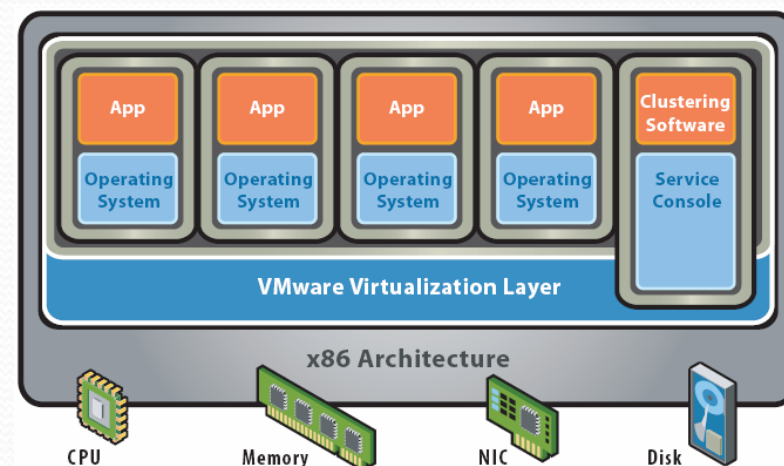 App
App
App
App
Clustering
Software
Operating
System
Operating
System
Operating
System
Operating
System
Service
Console
VMware Virtualization Layer
x86 Architecture
CPU
Memory
NIC
Disk